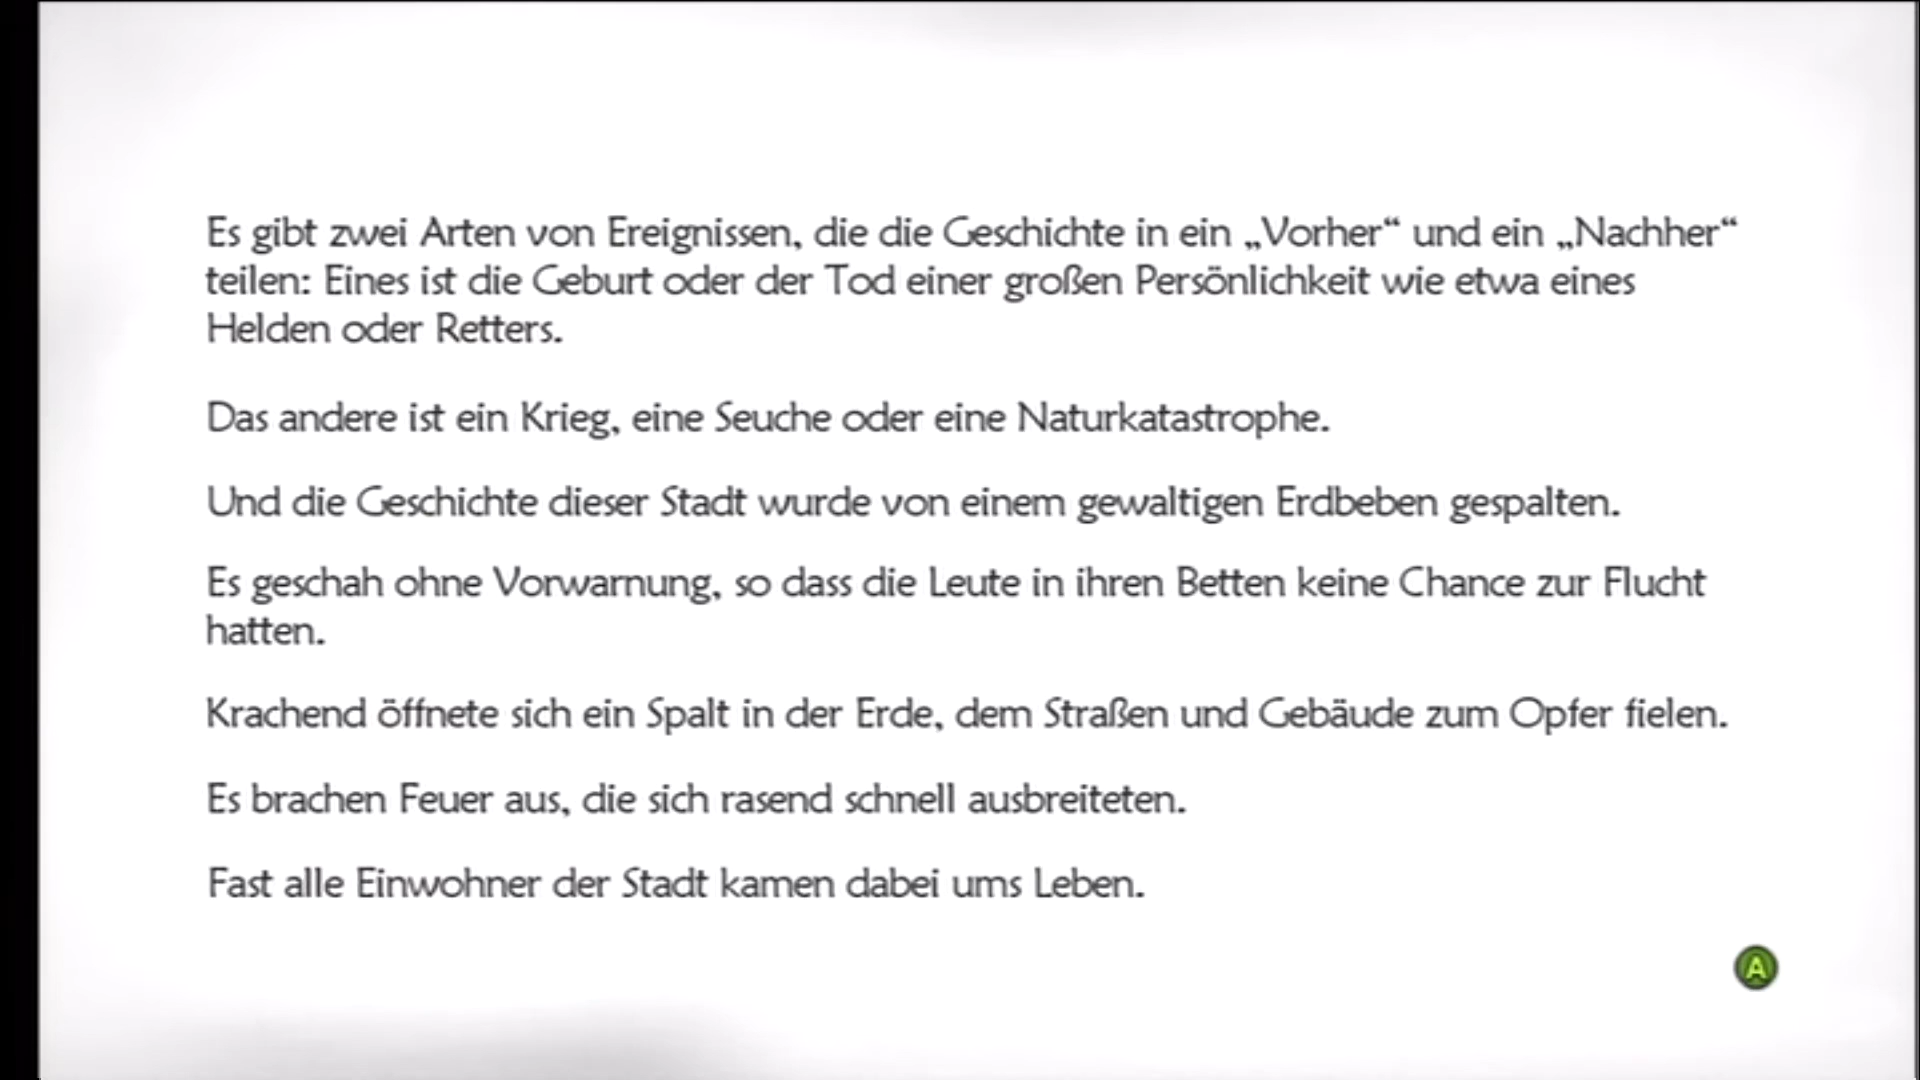 Es gibt zwei Arten von Ereignissen, die die Geschichte in ein „Vorher“ und ein „Nachher“
teilen: Eines ist die Geburt oder der Tod einer großen Persönlichkeit wie etwa eines
Helden oder Retters.
Das andere ist ein Krieg, eine Seuche oder eine Naturkatastrophe.
Und die Geschichte dieser Stadt wurde von einem gewaltigen Erdbeben gespalten.
Es geschah ohne Vorwarnung, so dass die Leute in ihren Betten keine Chance zur Flucht
hatten.
Krachend öffnete sich ein Spalt in der Erde, dem Straßen und Gebäude zum Opfer fielen.
Es brachen Feuer aus, die sich rasend schnell ausbreiteten.
Fast alle Einwohner der Stadt kamen dabei ums Leben.
A